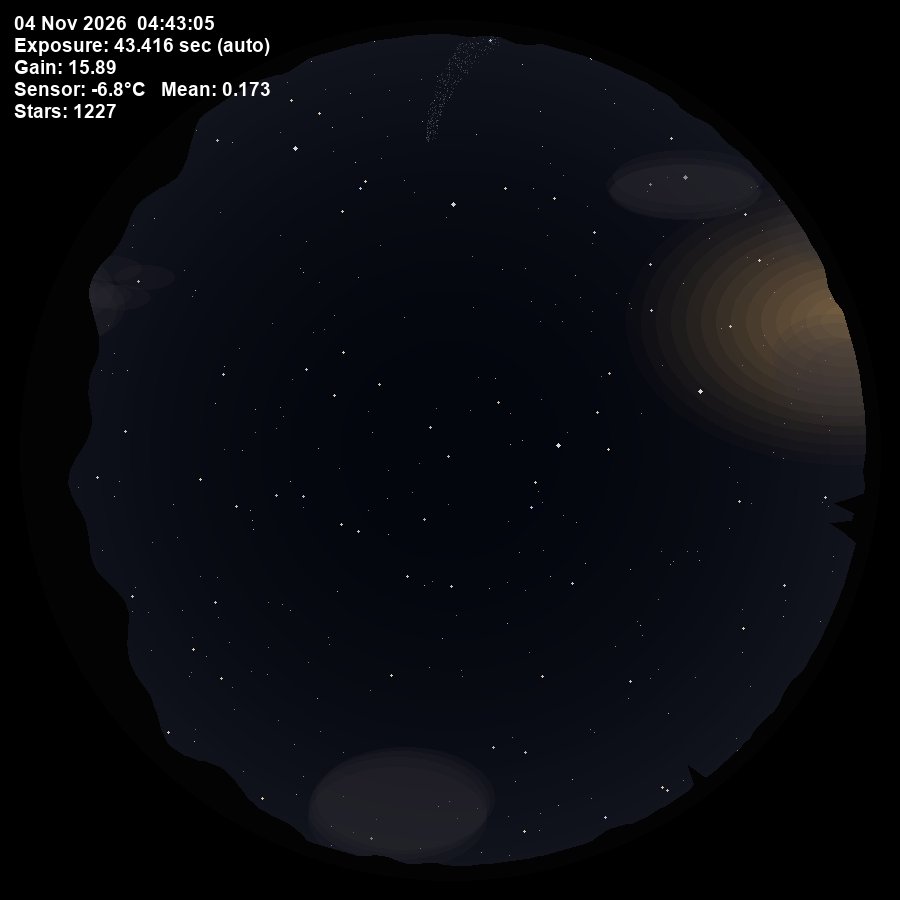 04 Nov 2026  04:43:05
Exposure: 43.416 sec (auto)
Gain: 15.89
Sensor: -6.8°C   Mean: 0.173
Stars: 1227